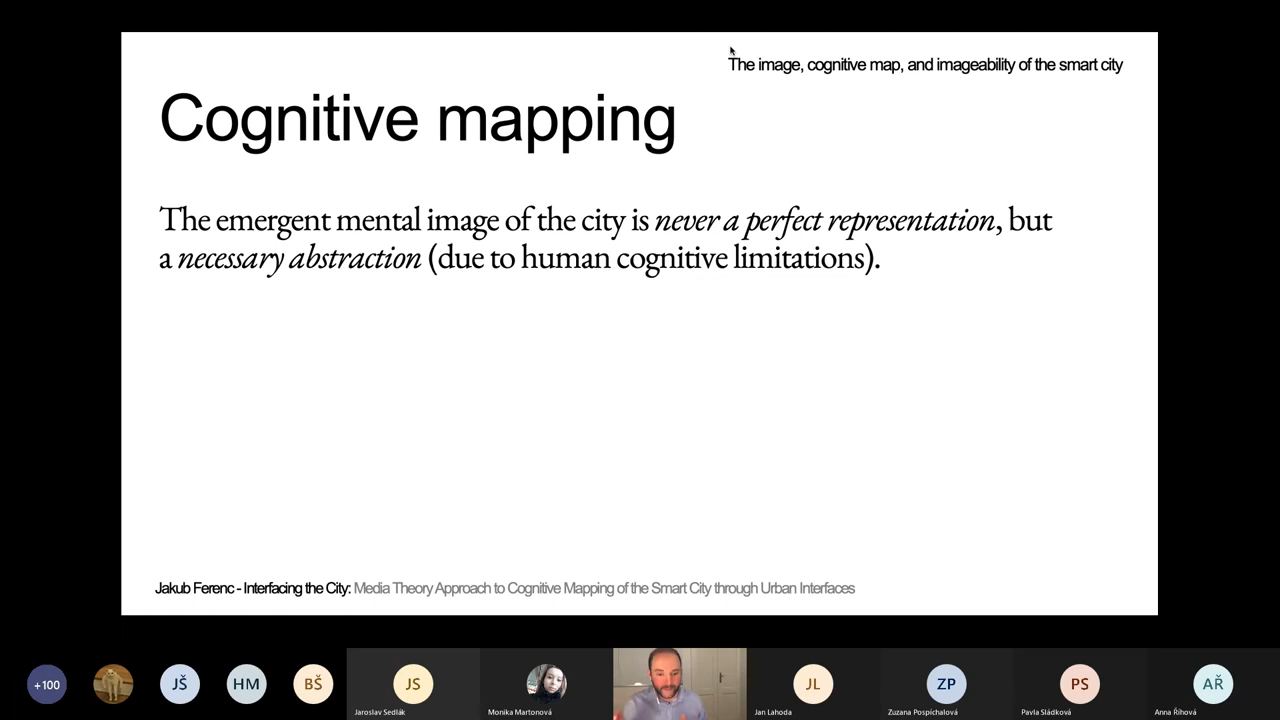 The image, cognitive map, and imageability of the smart city
Cognitive mapping
The emergent mental image of the city is never a perfect representation, but
a necessary abstraction (due to human cognitive limitations).
Jakub Ferenc - Interfacing the City: Media Theory Approach to Cognitive Mapping of the Smart City through Urban Interfaces
+100
JŠ
HM
BŠ
JS
JL
ZP
PS
AŘ
Jaroslav Sedlák
Monika Martonová
Jan Lahoda
Zuzana Pospíchalová
Pavla Sládková
Anna Říhová